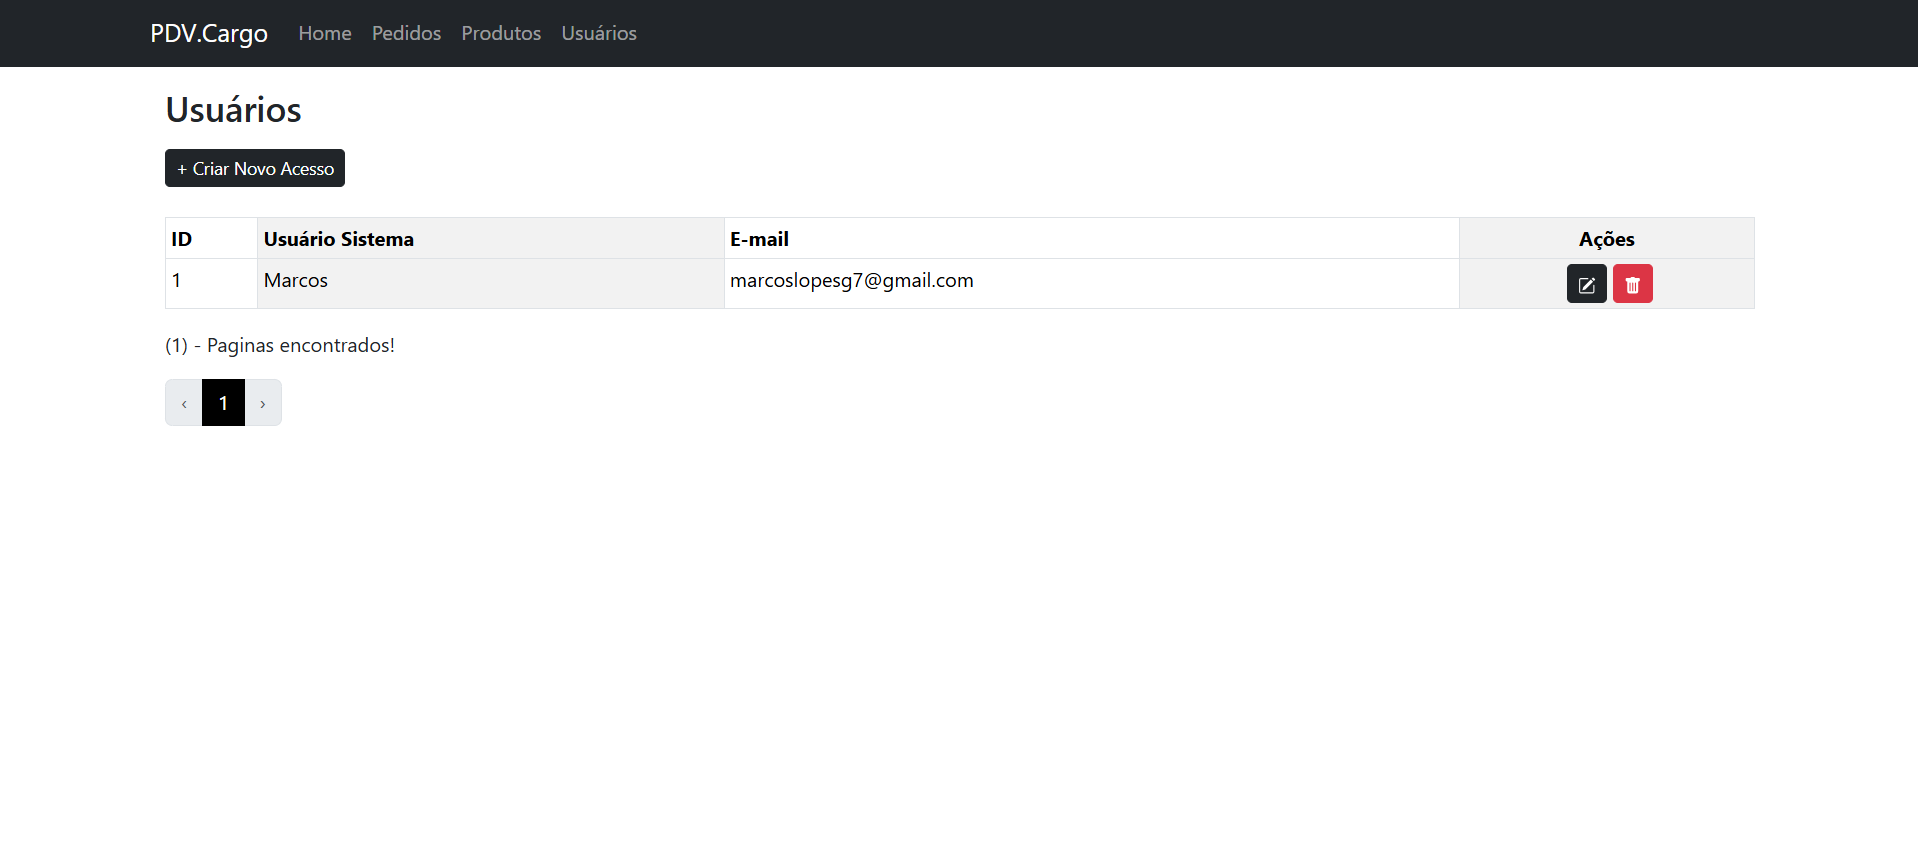 PDV.Cargo Home Pedidos Produtos Usuários
Usuários
+ Criar Novo Acesso
ID Usuário Sistema E-mail Ações
1 Marcos marcoslopesg7@gmail.com
(1) - Paginas encontrados!
‹ 1 ›